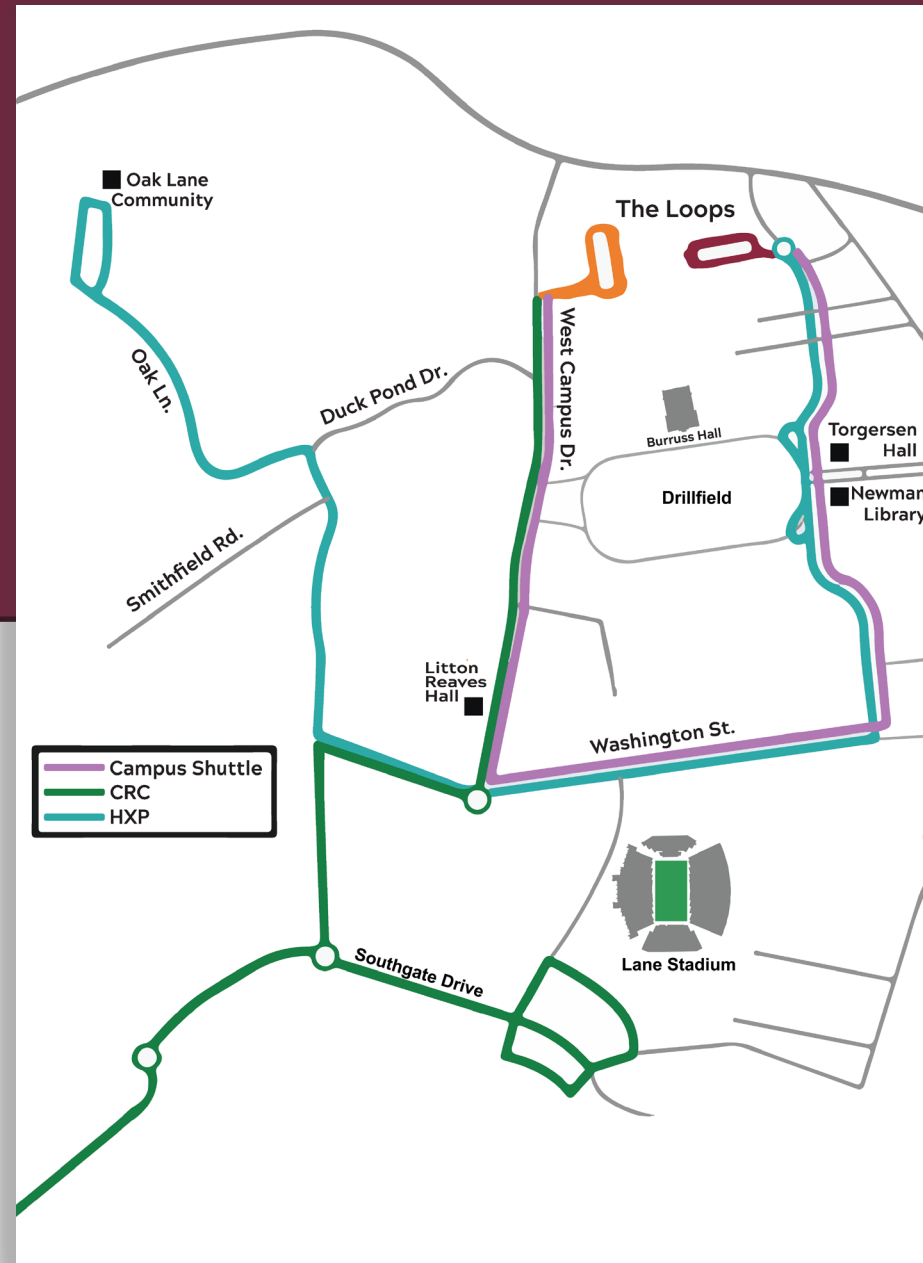 Oak Lane
Community
The Loops
Oak Ln.
Duck Pond Dr.
West Campus Dr.
Burruss Hall
Torgersen
Hall
Drillfield
Library
Smithfield Rd.
Litton
Reaves
Hall
Washington St.
Campus Shuttle
CRC
HXP
Southgate Drive
Lane Stadium